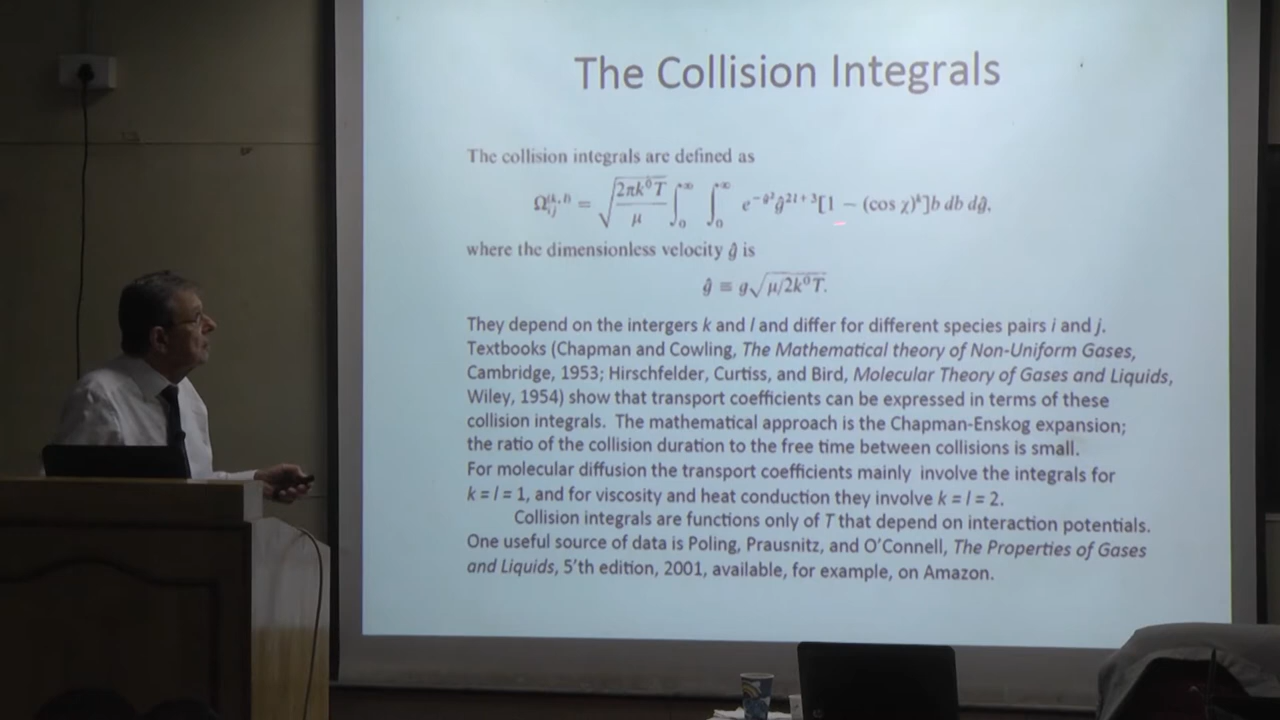 The Collision Integrals
The collision integrals are defined as
Ω_{ij}^{(k,l)} = √(2πk⁰T/μ) ∫₀^∞ ∫₀^∞ e^{-ĝ²} ĝ^{2l+3}[1 − (cos χ)^k]b db dĝ,
where the dimensionless velocity ĝ is
ĝ ≡ g√(μ/2k⁰T).
They depend on the intergers k and l and differ for different species pairs i and j.
Textbooks (Chapman and Cowling, The Mathematical theory of Non-Uniform Gases,
Cambridge, 1953; Hirschfelder, Curtiss, and Bird, Molecular Theory of Gases and Liquids,
Wiley, 1954) show that transport coefficients can be expressed in terms of these
collision integrals. The mathematical approach is the Chapman-Enskog expansion;
the ratio of the collision duration to the free time between collisions is small.
For molecular diffusion the transport coefficients mainly involve the integrals for
k = l = 1, and for viscosity and heat conduction they involve k = l = 2.
Collision integrals are functions only of T that depend on interaction potentials.
One useful source of data is Poling, Prausnitz, and O'Connell, The Properties of Gases
and Liquids, 5'th edition, 2001, available, for example, on Amazon.